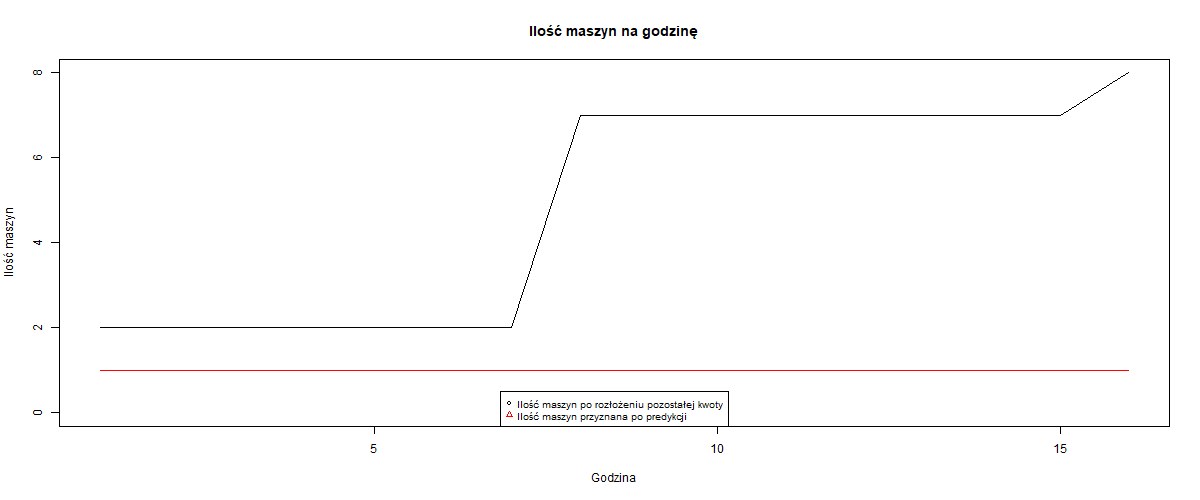 Ilość maszyn na godzinę
Ilość maszyn
8
6
4
2
0
Ilość maszyn po rozłożeniu pozostałej kwoty
Ilość maszyn przyznana po predykcji
5
10
15
Godzina